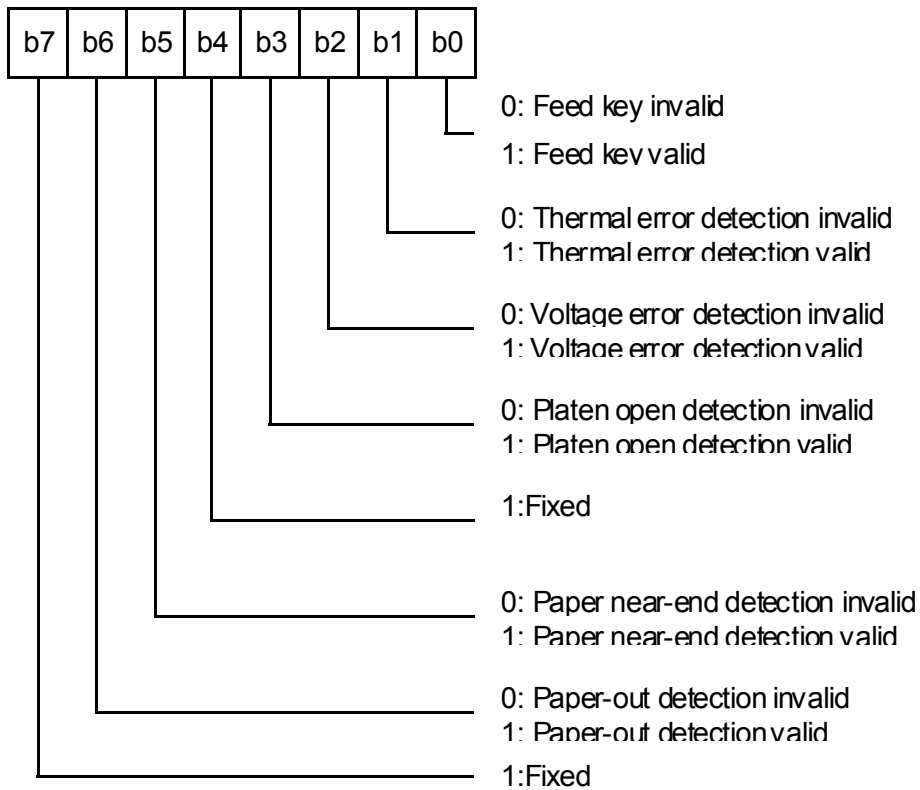 b7 b6 b5 b4 b3 b2 b1 b0
0: Feed key invalid
1: Feed key valid
0: Thermal error detection invalid
1: Thermal error detection valid
0: Voltage error detection invalid
1: Voltage error detection valid
0: Platen open detection invalid
1: Platen open detection valid
1:Fixed
0: Paper near-end detection invalid
1: Paper near-end detection valid
0: Paper-out detection invalid
1: Paper-out detection valid
1:Fixed